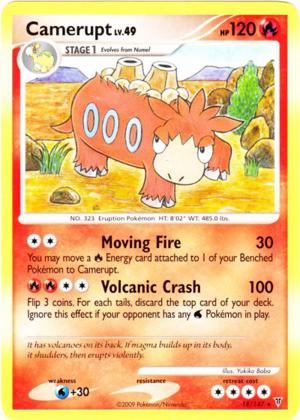 Camerupt LV.49 HP 120
STAGE 1 Evolves from Numel
NO. 323 Eruption Pokémon HT: 8'02" WT: 485.0 lbs.
Moving Fire 30
You may move a Energy card attached to 1 of your Benched
Pokémon to Camerupt.
Volcanic Crash 100
Flip 3 coins. For each tails, discard the top card of your deck.
Ignore this effect if your opponent has any Pokémon in play.
It has volcanoes on its back. If magma builds up in its body,
it shudders, then erupts violently.
Illus. Yukiko Baba
weakness resistance retreat cost
+30
©2009 Pokémon/Nintendo 16/147